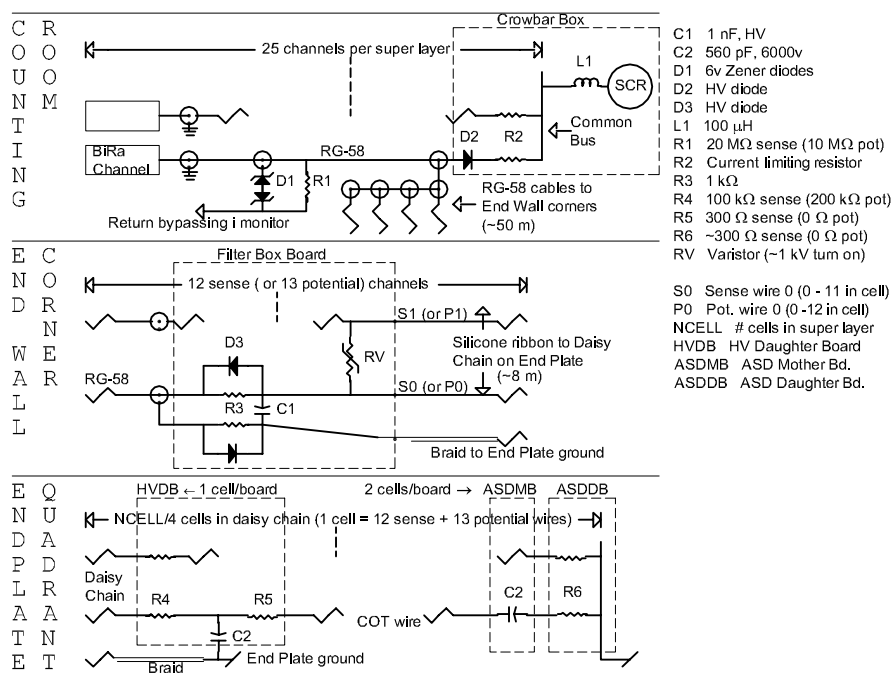 COUNTING
ROOM
Crowbar Box
25 channels per super layer
L1
SCR
D2
R2
Common
Bus
BiRa
Channel
RG-58
D1
R1
RG-58 cables to
End Wall corners
(~50 m)
Return bypassing i monitor
END WALL
CORNER
Filter Box Board
12 sense ( or 13 potential) channels
S1 (or P1)
D3
RV
Silicone ribbon to Daisy
Chain on End Plate
(~8 m)
RG-58
R3
C1
S0 (or P0)
Braid to End Plate ground
ENDPLATE
QUADRANT
HVDB ← 1 cell/board
2 cells/board → ASDMB
ASDDB
NCELL/4 cells in daisy chain (1 cell = 12 sense + 13 potential wires)
Daisy
Chain
R4
R5
C2
COT wire
C2
R6
End Plate ground
Braid
C1 1 nF, HV
C2 560 pF, 6000v
D1 6v Zener diodes
D2 HV diode
D3 HV diode
L1 100 μH
R1 20 MΩ sense (10 MΩ pot)
R2 Current limiting resistor
R3 1 kΩ
R4 100 kΩ sense (200 kΩ pot)
R5 300 Ω sense (0 Ω pot)
R6 ~300 Ω sense (0 Ω pot)
RV Varistor (~1 kV turn on)
S0 Sense wire 0 (0 - 11 in cell)
P0 Pot. wire 0 (0 -12 in cell)
NCELL # cells in super layer
HVDB HV Daughter Board
ASDMB ASD Mother Bd.
ASDDB ASD Daughter Bd.